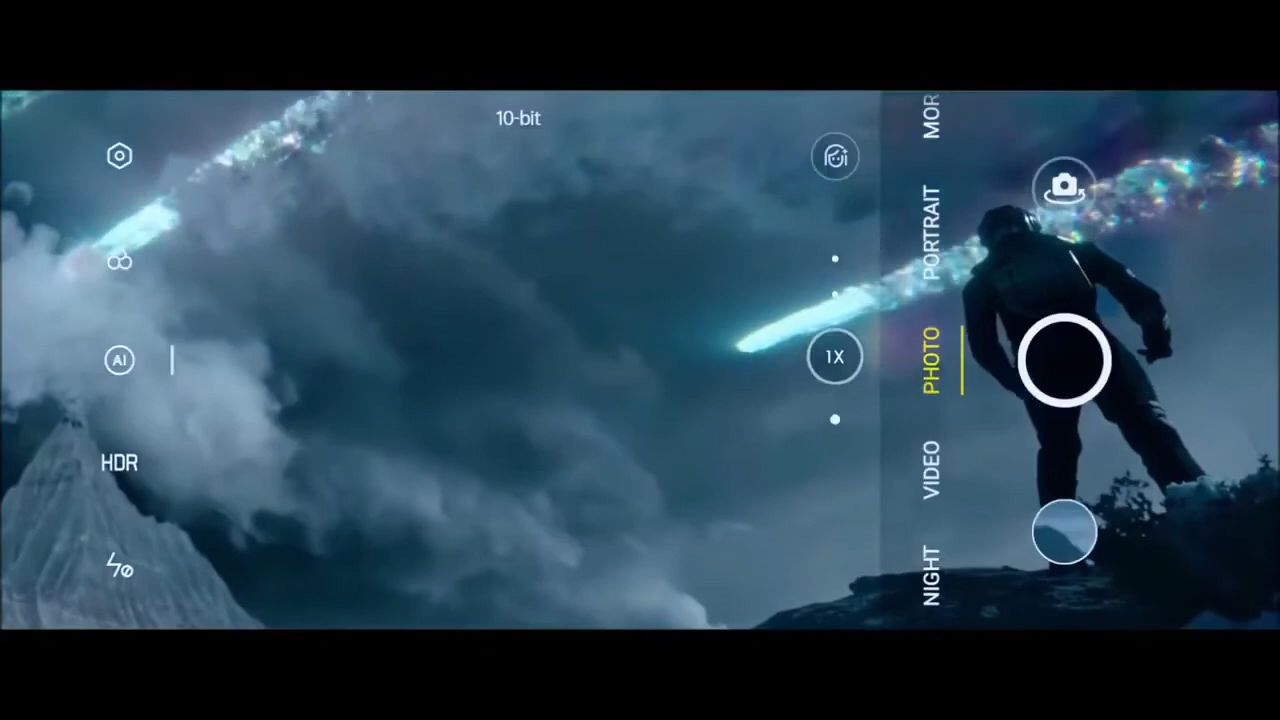 10-bit
AI
HDR
1X
MOR
PORTRAIT
PHOTO
VIDEO
NIGHT